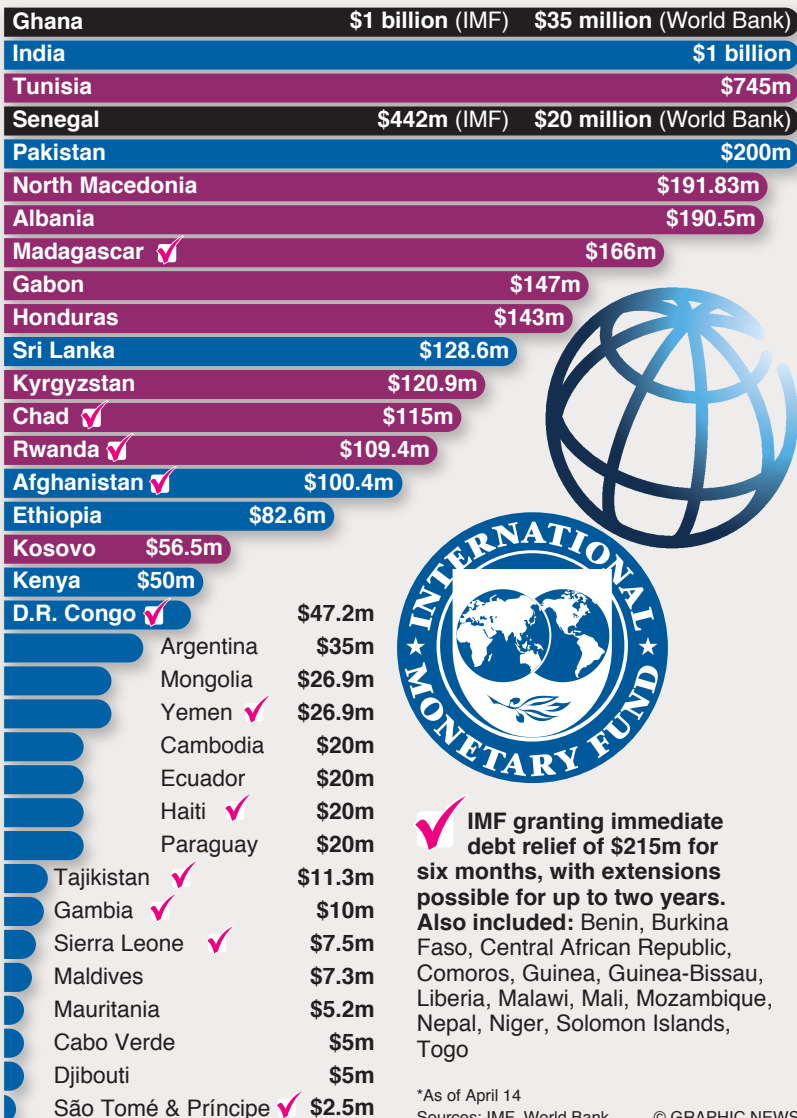 Ghana $1 billion (IMF) $35 million (World Bank)
India $1 billion
Tunisia $745m
Senegal $442m (IMF) $20 million (World Bank)
Pakistan $200m
North Macedonia $191.83m
Albania $190.5m
Madagascar $166m
Gabon $147m
Honduras $143m
Sri Lanka $128.6m
Kyrgyzstan $120.9m
Chad $115m
Rwanda $109.4m
Afghanistan $100.4m
Ethiopia $82.6m
Kosovo $56.5m
Kenya $50m
D.R. Congo $47.2m
Argentina $35m
Mongolia $26.9m
Yemen $26.9m
Cambodia $20m
Ecuador $20m
Haiti $20m
Paraguay $20m
Tajikistan $11.3m
Gambia $10m
Sierra Leone $7.5m
Maldives $7.3m
Mauritania $5.2m
Cabo Verde $5m
Djibouti $5m
São Tomé & Príncipe $2.5m
INTERNATIONAL
MONETARY FUND
IMF granting immediate
debt relief of $215m for
six months, with extensions
possible for up to two years.
Also included: Benin, Burkina
Faso, Central African Republic,
Comoros, Guinea, Guinea-Bissau,
Liberia, Malawi, Mali, Mozambique,
Nepal, Niger, Solomon Islands,
Togo
*As of April 14
Sources: IMF, World Bank © GRAPHIC NEWS